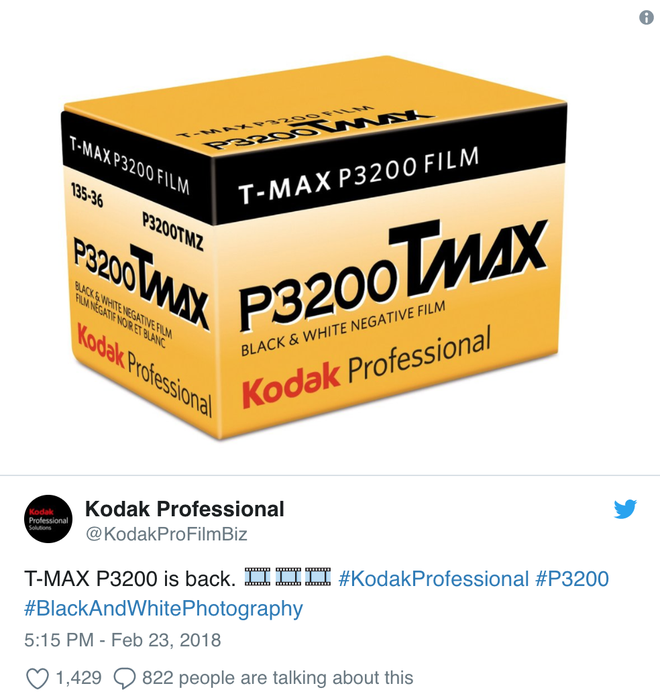 T-MAX P3200 FILM
P3200 TMAX
T-MAX P3200 FILM
135-36
P3200TMZ
P3200 TMAX
BLACK & WHITE NEGATIVE FILM
FILM NÉGATIF NOIR ET BLANC
Kodak Professional
T-MAX P3200 FILM
P3200 TMAX
BLACK & WHITE NEGATIVE FILM
Kodak Professional
Kodak
Professional
Solutions
Kodak Professional
@KodakProFilmBiz
T-MAX P3200 is back. 🎞️ 🎞️ 🎞️ #KodakProfessional #P3200
#BlackAndWhitePhotography
5:15 PM - Feb 23, 2018
1,429 822 people are talking about this